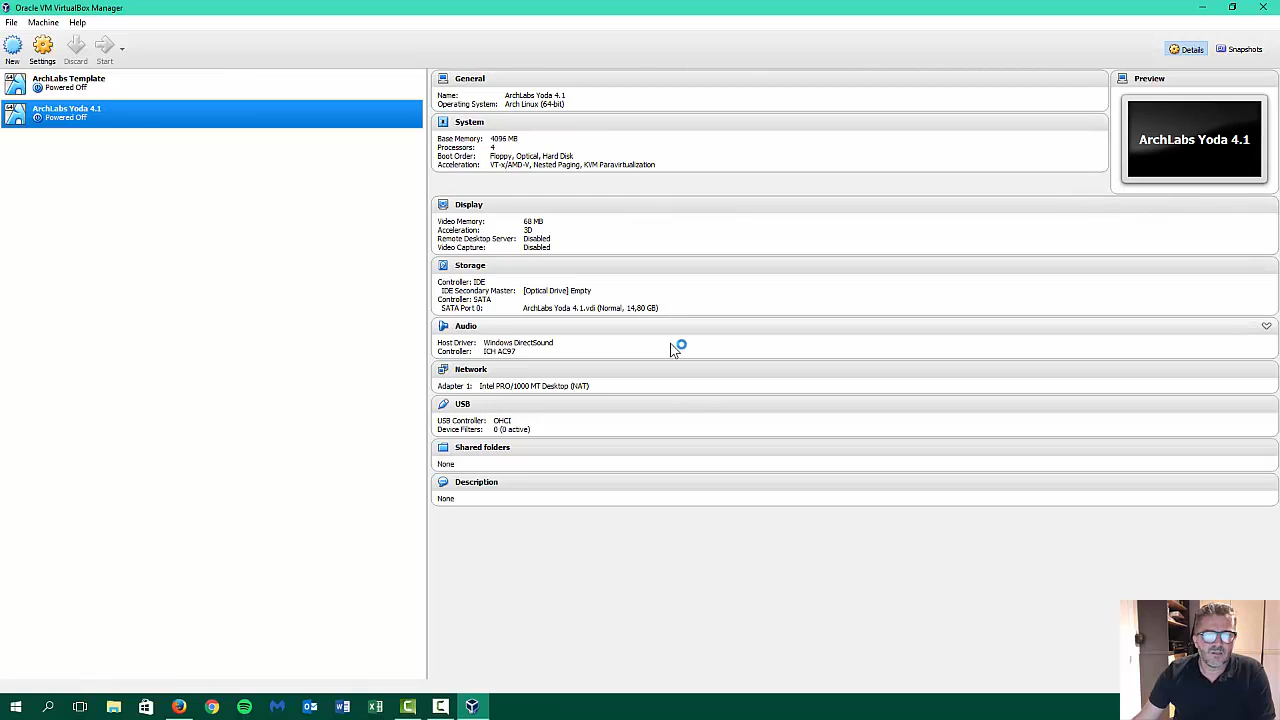 Oracle VM VirtualBox Manager
File Machine Help
New Settings Discard Start
Details Snapshots
64 ArchLabs Template
Powered Off
64 ArchLabs Yoda 4.1
Powered Off
General
Name: ArchLabs Yoda 4.1
Operating System: Arch Linux (64-bit)
System
Base Memory: 4096 MB
Processors: 4
Boot Order: Floppy, Optical, Hard Disk
Acceleration: VT-x/AMD-V, Nested Paging, KVM Paravirtualization
Preview
ArchLabs Yoda 4.1
Display
Video Memory: 68 MB
Acceleration: 3D
Remote Desktop Server: Disabled
Video Capture: Disabled
Storage
Controller: IDE
IDE Secondary Master: [Optical Drive] Empty
Controller: SATA
SATA Port 0: ArchLabs Yoda 4.1.vdi (Normal, 14,80 GB)
Audio
Host Driver: Windows DirectSound
Controller: ICH AC97
Network
Adapter 1: Intel PRO/1000 MT Desktop (NAT)
USB
USB Controller: OHCI
Device Filters: 0 (0 active)
Shared folders
None
Description
None